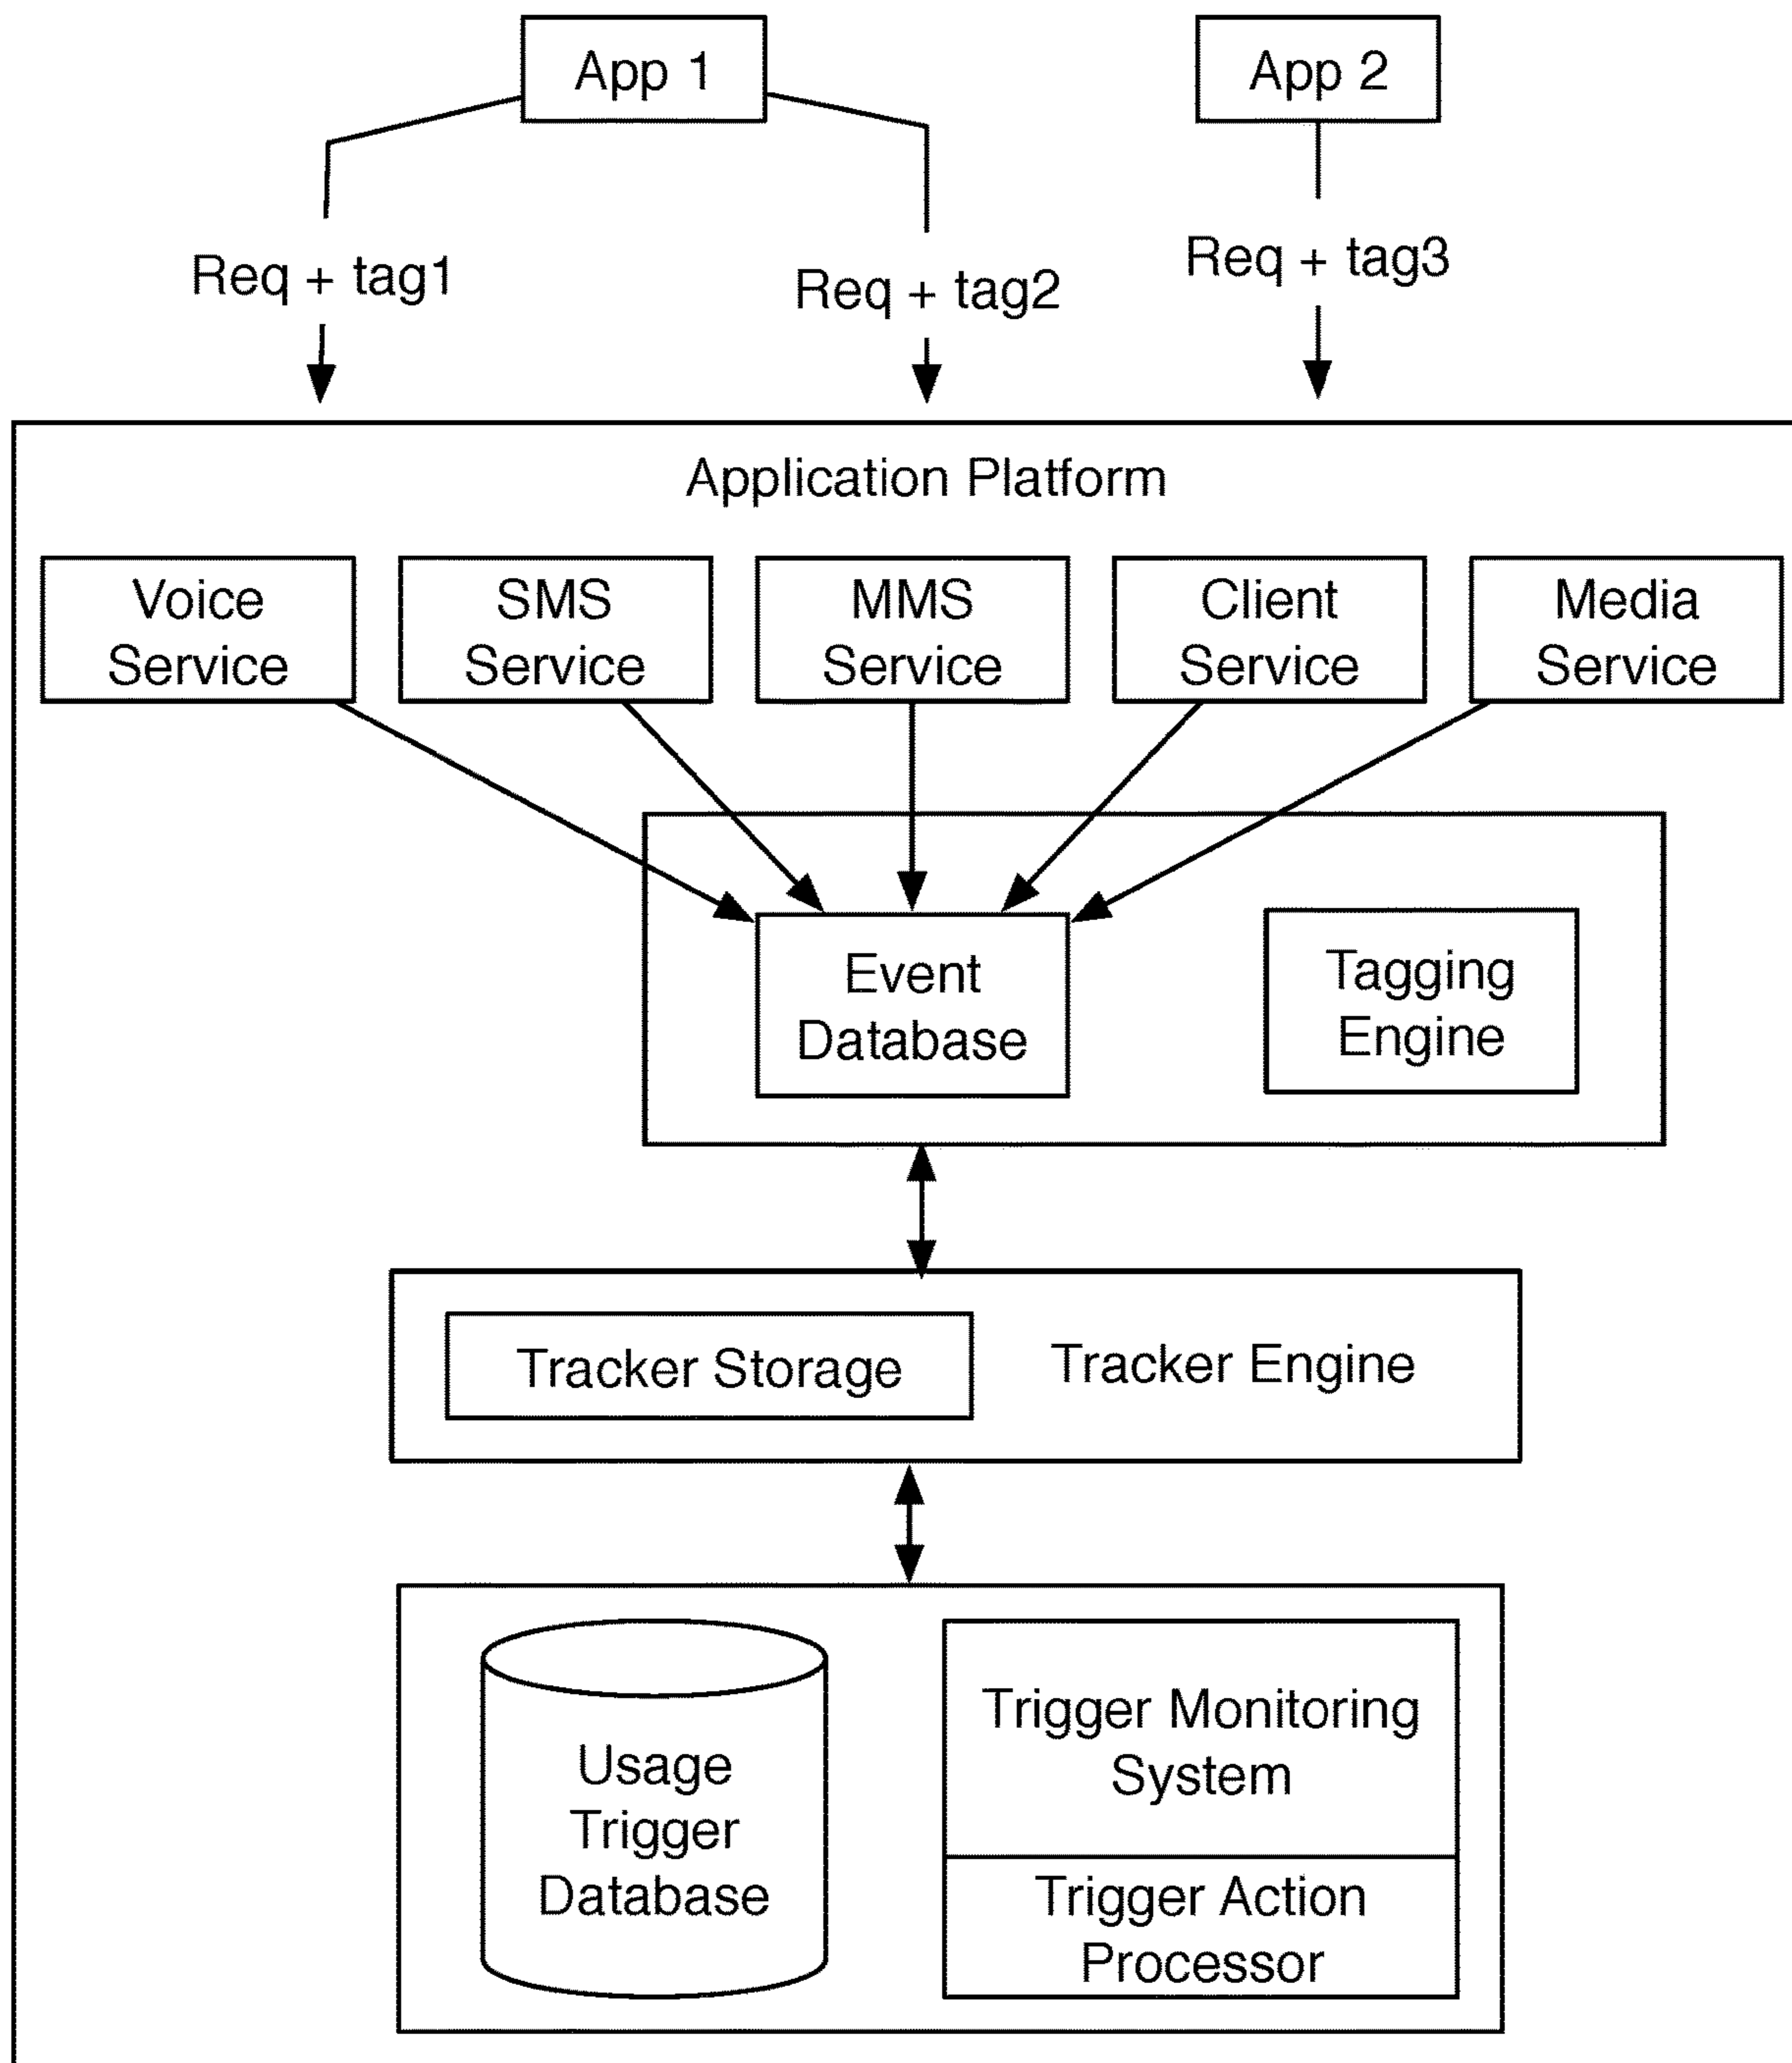 App 1
App 2
Req + tag1
Req + tag2
Req + tag3
Application Platform
Voice
Service
SMS
Service
MMS
Service
Client
Service
Media
Service
Event
Database
Tagging
Engine
Tracker Storage
Tracker Engine
Usage
Trigger
Database
Trigger Monitoring
System
Trigger Action
Processor